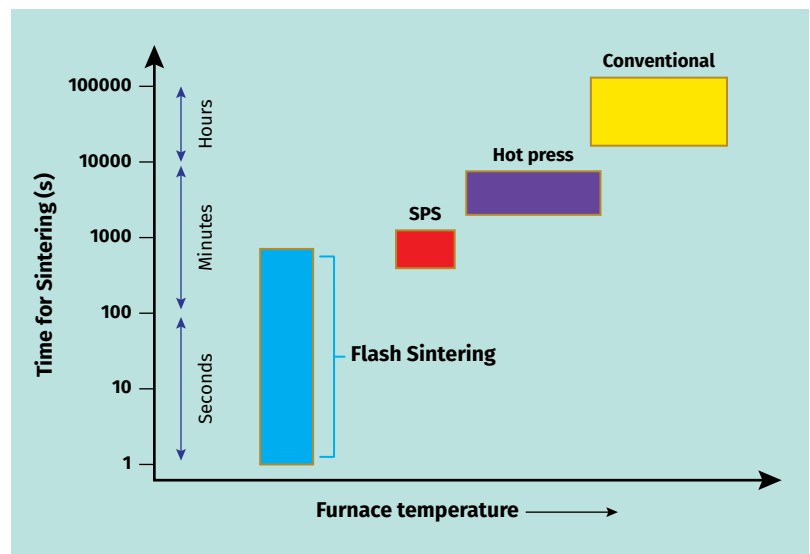 Conventional
100000
Hours
Hot press
10000
SPS
Time for Sintering (s)
1000
Minutes
100
Flash Sintering
10
Seconds
1
Furnace temperature